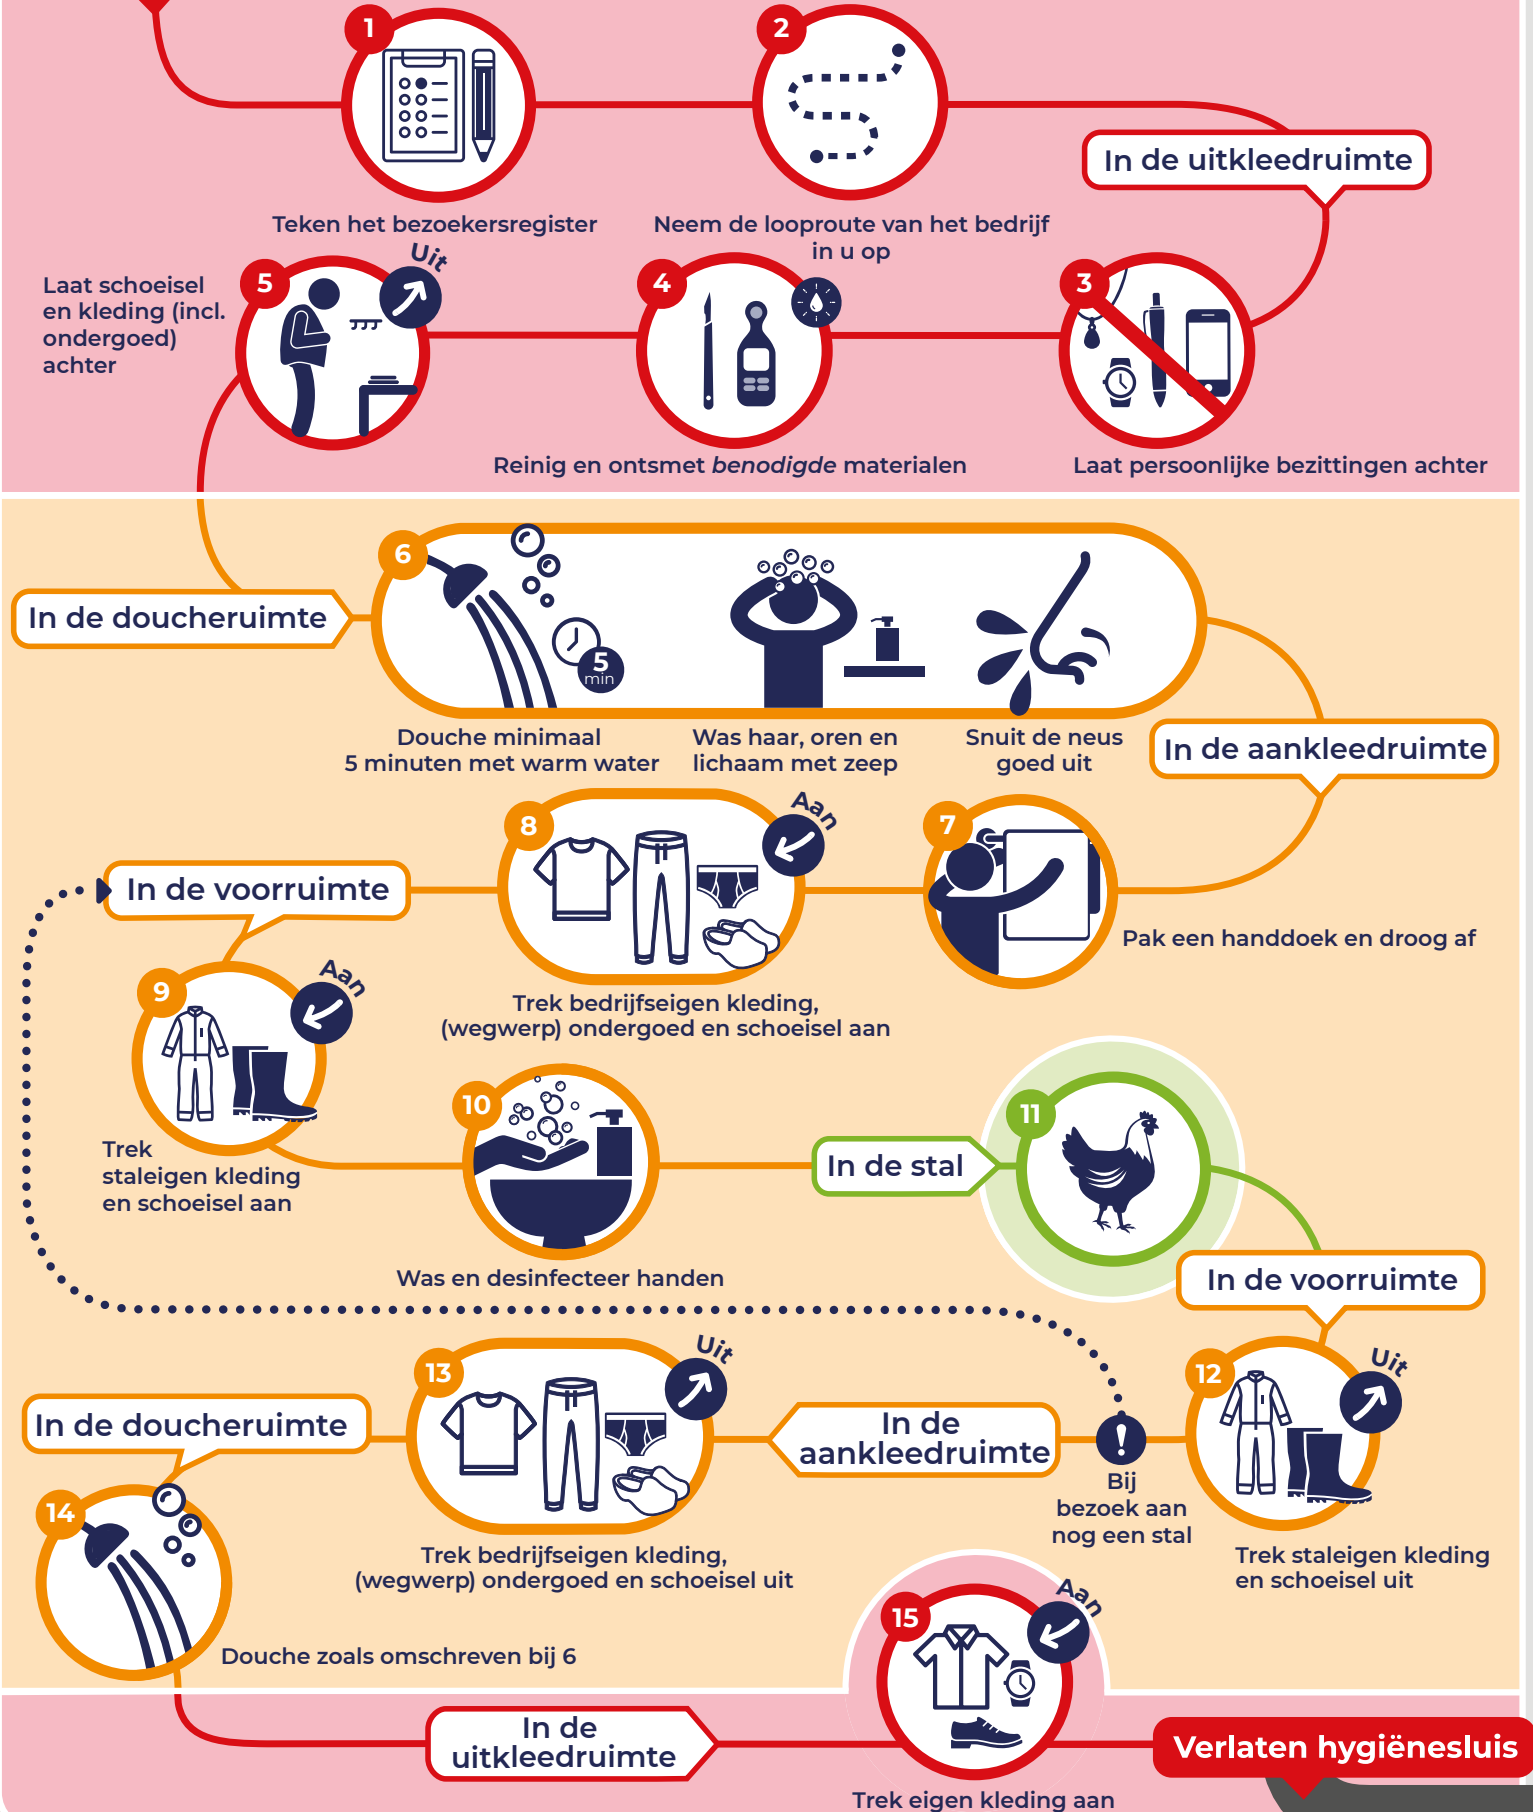 1
Teken het bezoekersregister
2
Neem de looproute van het bedrijf
in u op
In de uitkleedruimte
3
Laat persoonlijke bezittingen achter
4
Reinig en ontsmet benodigde materialen
5
Uit
Laat schoeisel
en kleding (incl.
ondergoed)
achter
In de doucheruimte
6
5
min
Douche minimaal
5 minuten met warm water
Was haar, oren en
lichaam met zeep
Snuit de neus
goed uit
In de aankleedruimte
7
Pak een handdoek en droog af
8
Aan
Trek bedrijfseigen kleding,
(wegwerp) ondergoed en schoeisel aan
In de voorruimte
9
Aan
Trek
staleigen kleding
en schoeisel aan
10
Was en desinfecteer handen
In de stal
11
In de voorruimte
12
Uit
Trek staleigen kleding
en schoeisel uit
!
Bij
bezoek aan
nog een stal
In de
aankleedruimte
13
Uit
Trek bedrijfseigen kleding,
(wegwerp) ondergoed en schoeisel uit
In de doucheruimte
14
Douche zoals omschreven bij 6
In de
uitkleedruimte
15
Aan
Trek eigen kleding aan
Verlaten hygiënesluis